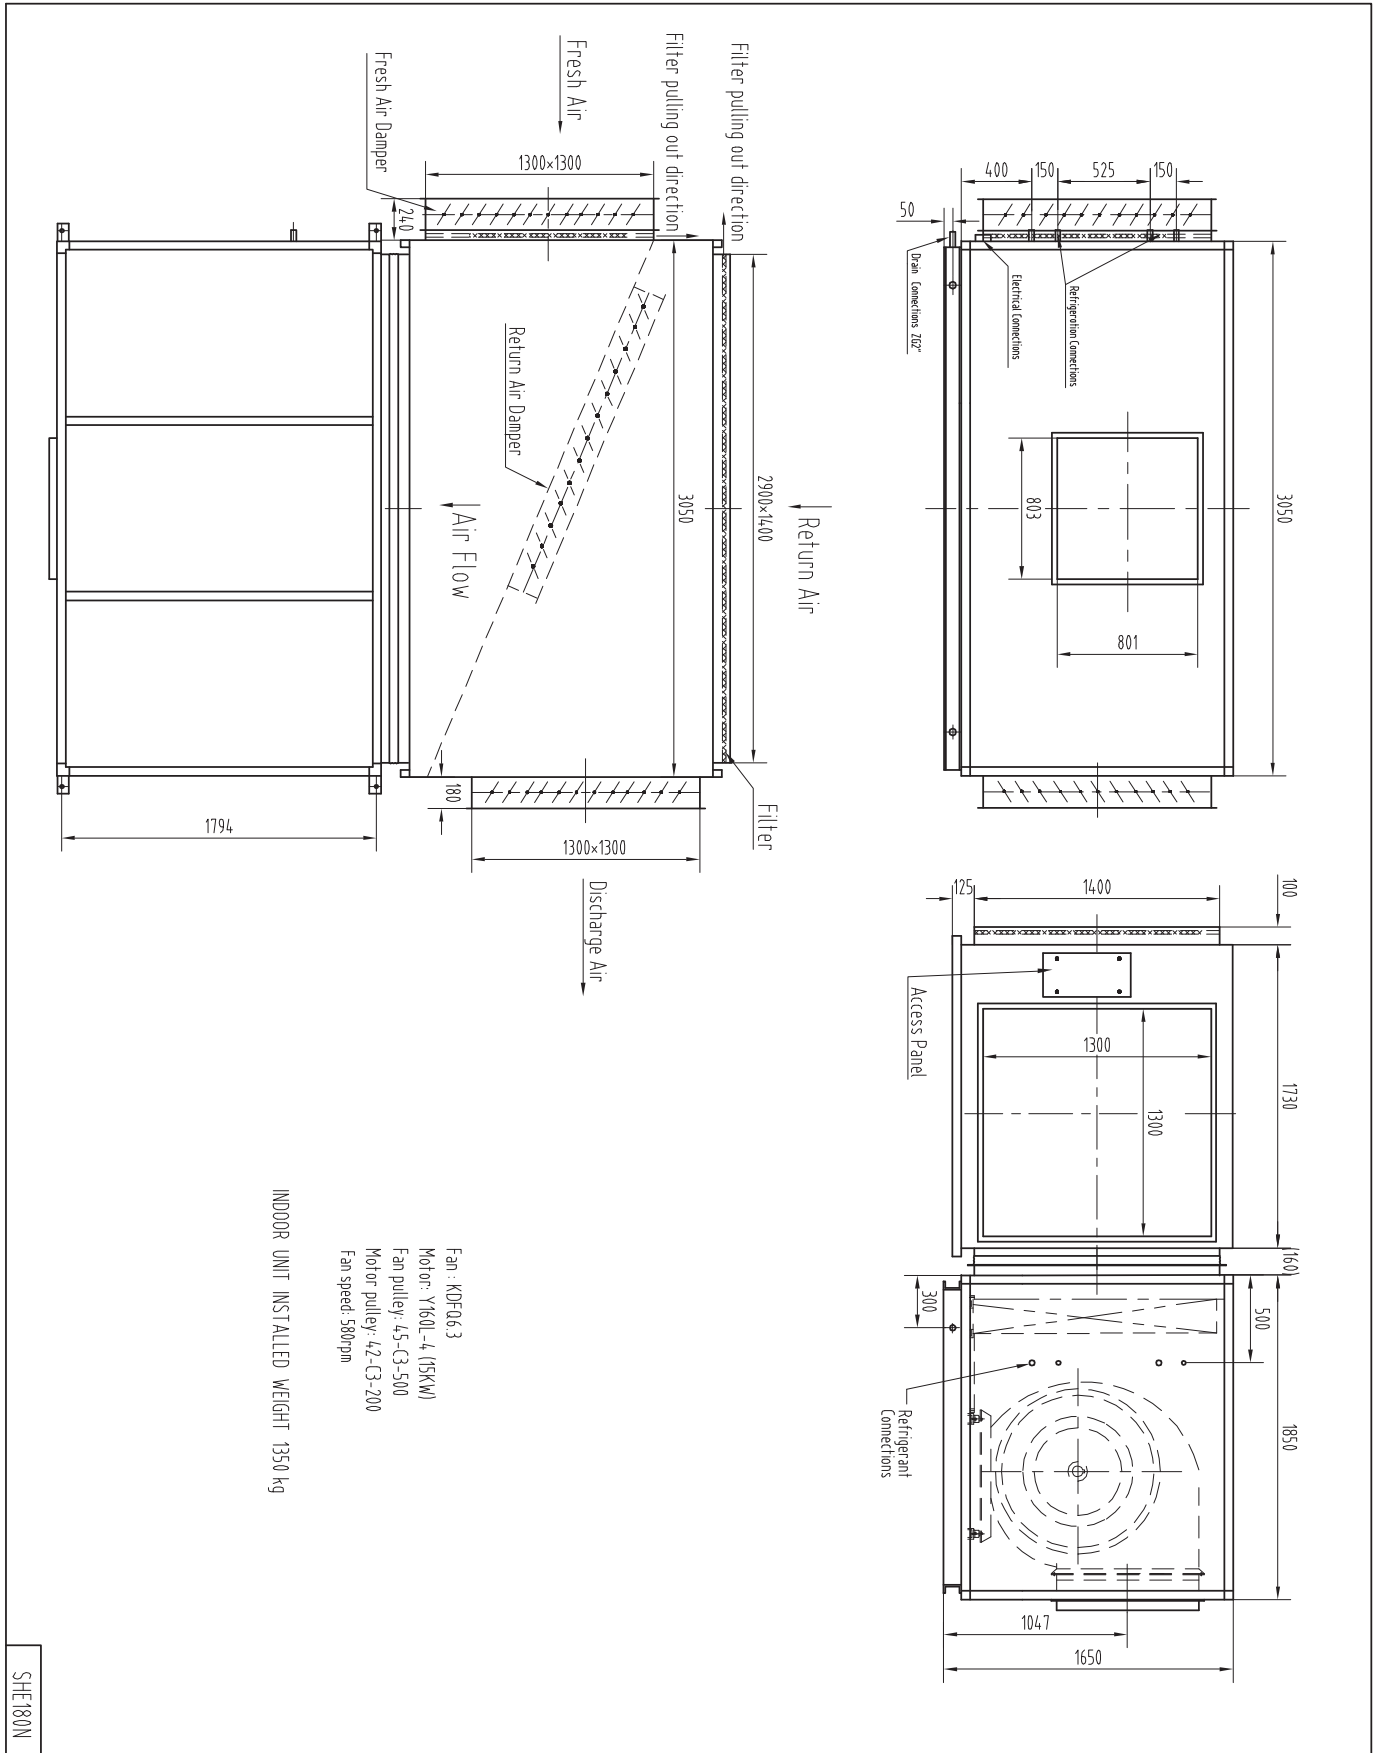 3050
400
150
525
150
50
803
801
Drain Connections ZG2"
Electrical Connections
Refrigeration Connections
100
1400
125
1730
(160)
1850
500
300
1300
1300
Access Panel
Refrigerant
Connections
1047
1650
Filter pulling out direction
Filter pulling out direction
Fresh Air
Fresh Air Damper
1300×1300
240
Return Air
2900×1400
3050
Return Air Damper
Air Flow
Filter
180
1300×1300
Discharge Air
1794
Fan : KDFQ6.3
Motor: Y160L-4 (15KW)
Fan pulley: 45-C3-500
Motor pulley: 42-C3-200
Fan speed: 580rpm
INDOOR UNIT INSTALLED WEIGHT 1350 kg
SHE180N